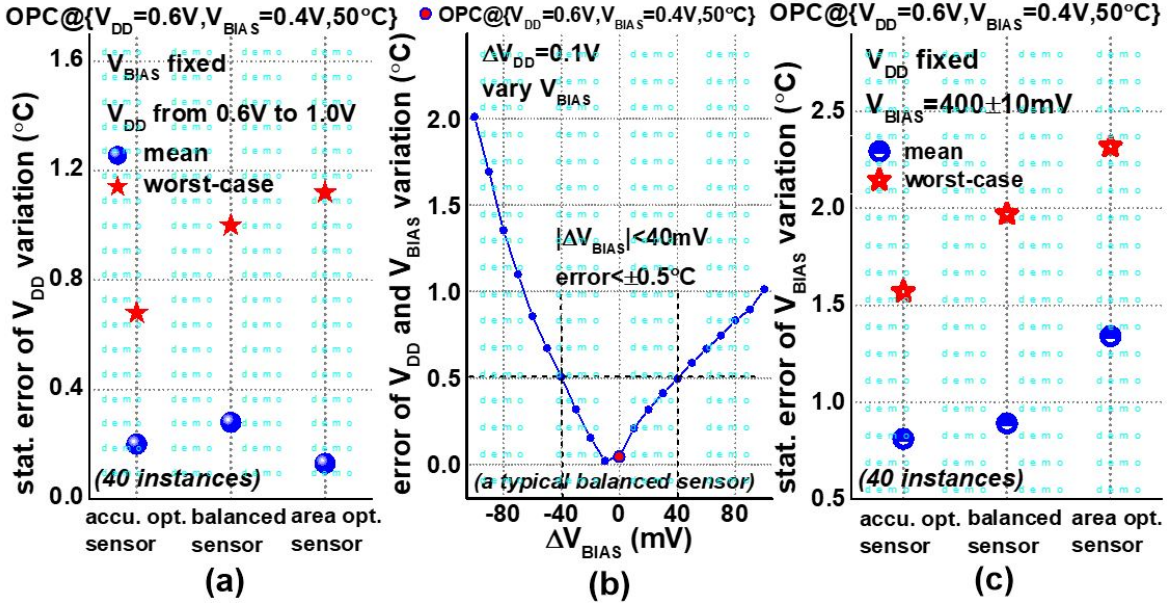 OPC@{VDD=0.6V,VBIAS=0.4V,50°C}
stat. error of VDD variation (°C)
1.6
1.2
0.8
0.4
0.0
VBIAS fixed
VDD from 0.6V to 1.0V
mean
worst-case
(40 instances)
accu. opt. balanced area opt.
sensor sensor sensor
(a)
OPC@{VDD=0.6V,VBIAS=0.4V,50°C}
error of VDD and VBIAS variation (°C)
2.0
1.5
1.0
0.5
0.0
ΔVDD=0.1V
vary VBIAS
|ΔVBIAS|<40mV
error<±0.5°C
(a typical balanced sensor)
-80 -40 0 40 80
ΔVBIAS (mV)
(b)
OPC@{VDD=0.6V,VBIAS=0.4V,50°C}
stat. error of VBIAS variation (°C)
2.5
2.0
1.5
1.0
0.5
VDD fixed
VBIAS=400±10mV
mean
worst-case
(40 instances)
accu. opt. balanced area opt.
sensor sensor sensor
(c)
demo